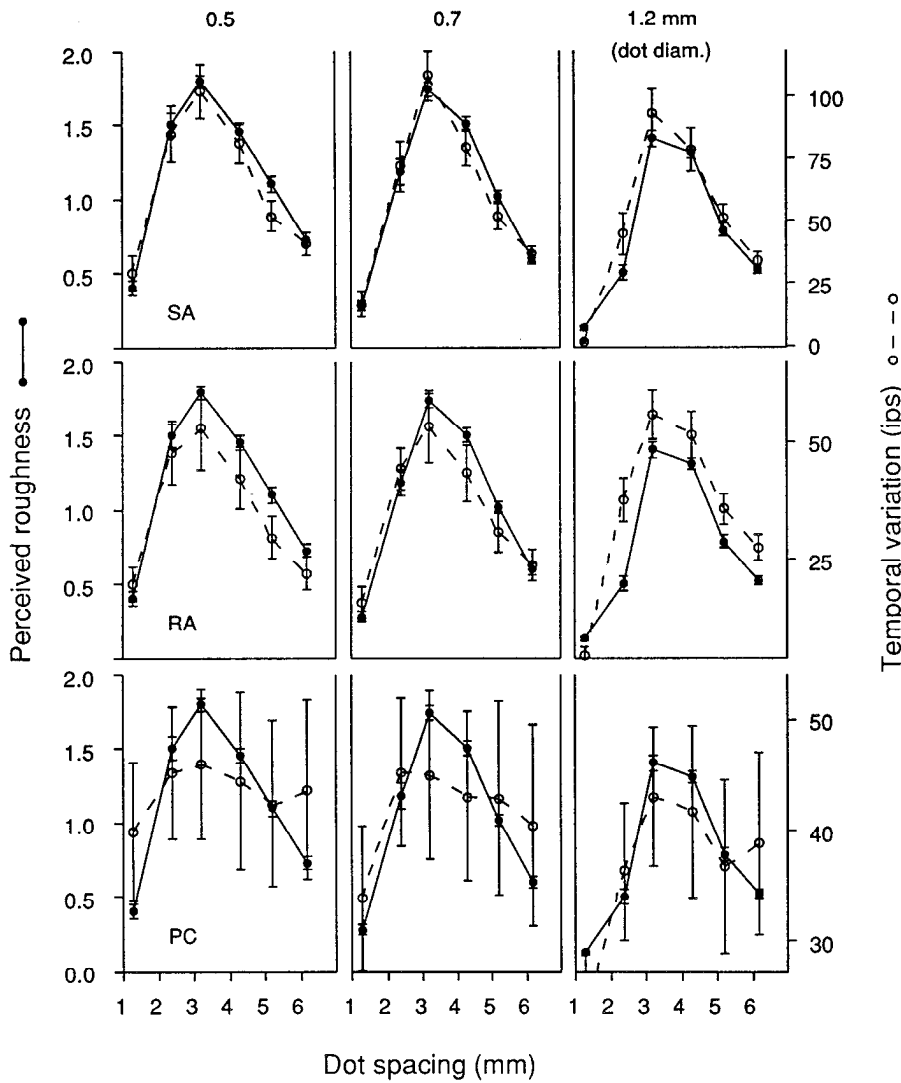 0.5 0.7 1.2 mm
(dot diam.)
2.0
1.5
1.0
0.5
SA
100
75
50
25
0
2.0
1.5
1.0
0.5
RA
50
25
2.0
1.5
1.0
0.5
0.0
PC
50
40
30
1 2 3 4 5 6 1 2 3 4 5 6 1 2 3 4 5 6
Dot spacing (mm)
Perceived roughness
Temporal variation (ips)